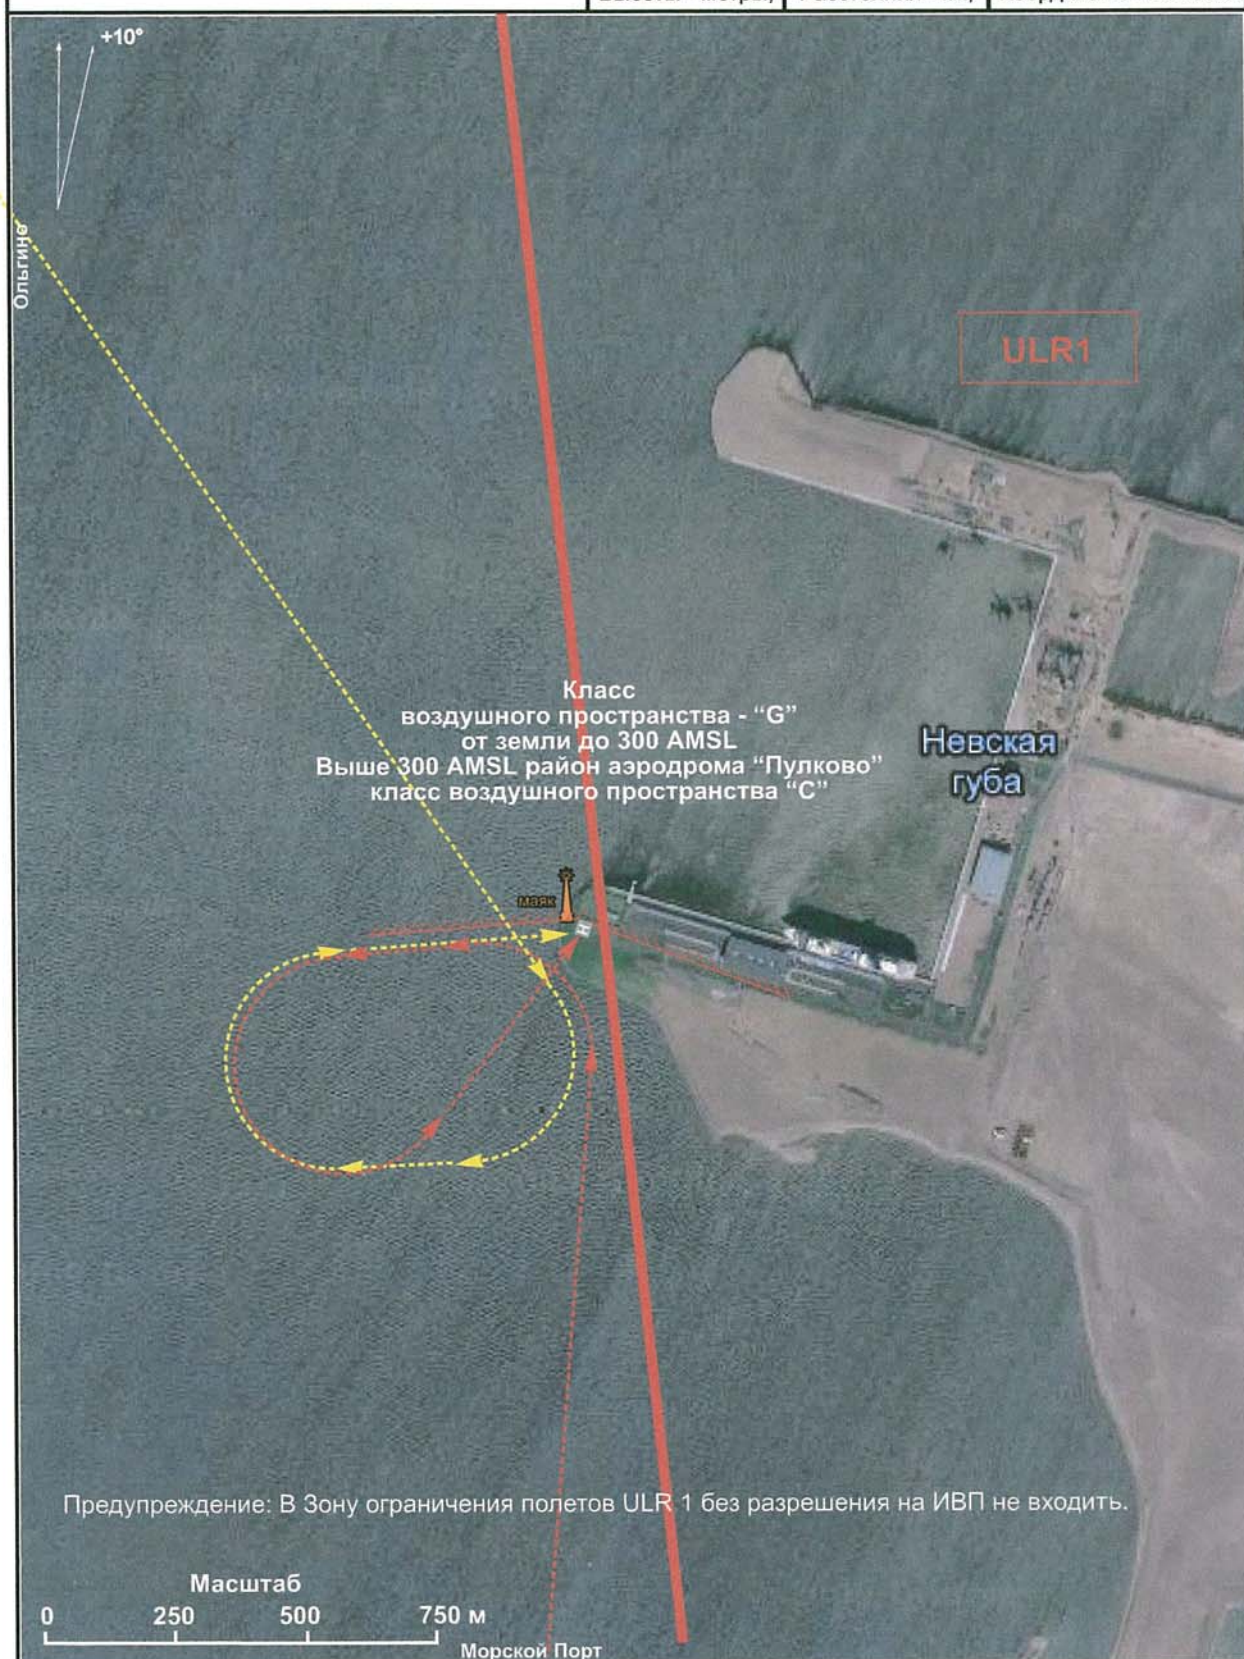 +10°
Ольгино
ULR1
Класс
воздушного пространства - “G”
от земли до 300 AMSL
Выше 300 AMSL район аэродрома “Пулково”
класс воздушного пространства “С”
Невская
губа
маяк
H
Предупреждение: В Зону ограничения полетов ULR 1 без разрешения на ИВП не входить.
Масштаб
0 250 500 750 м
Морской Порт